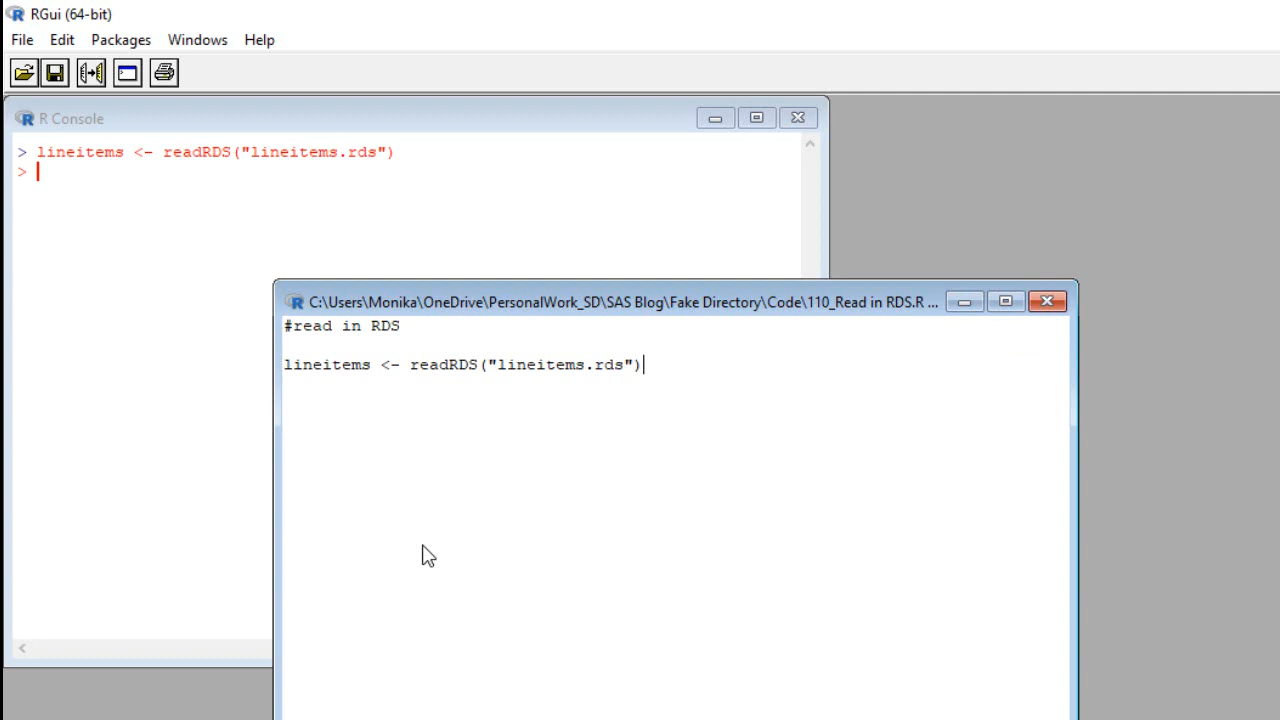 RGui (64-bit)
File Edit Packages Windows Help
R Console
> lineitems <- readRDS("lineitems.rds")
>
C:\Users\Monika\OneDrive\PersonalWork_SD\SAS Blog\Fake Directory\Code\110_Read in RDS.R ...
#read in RDS
lineitems <- readRDS("lineitems.rds")